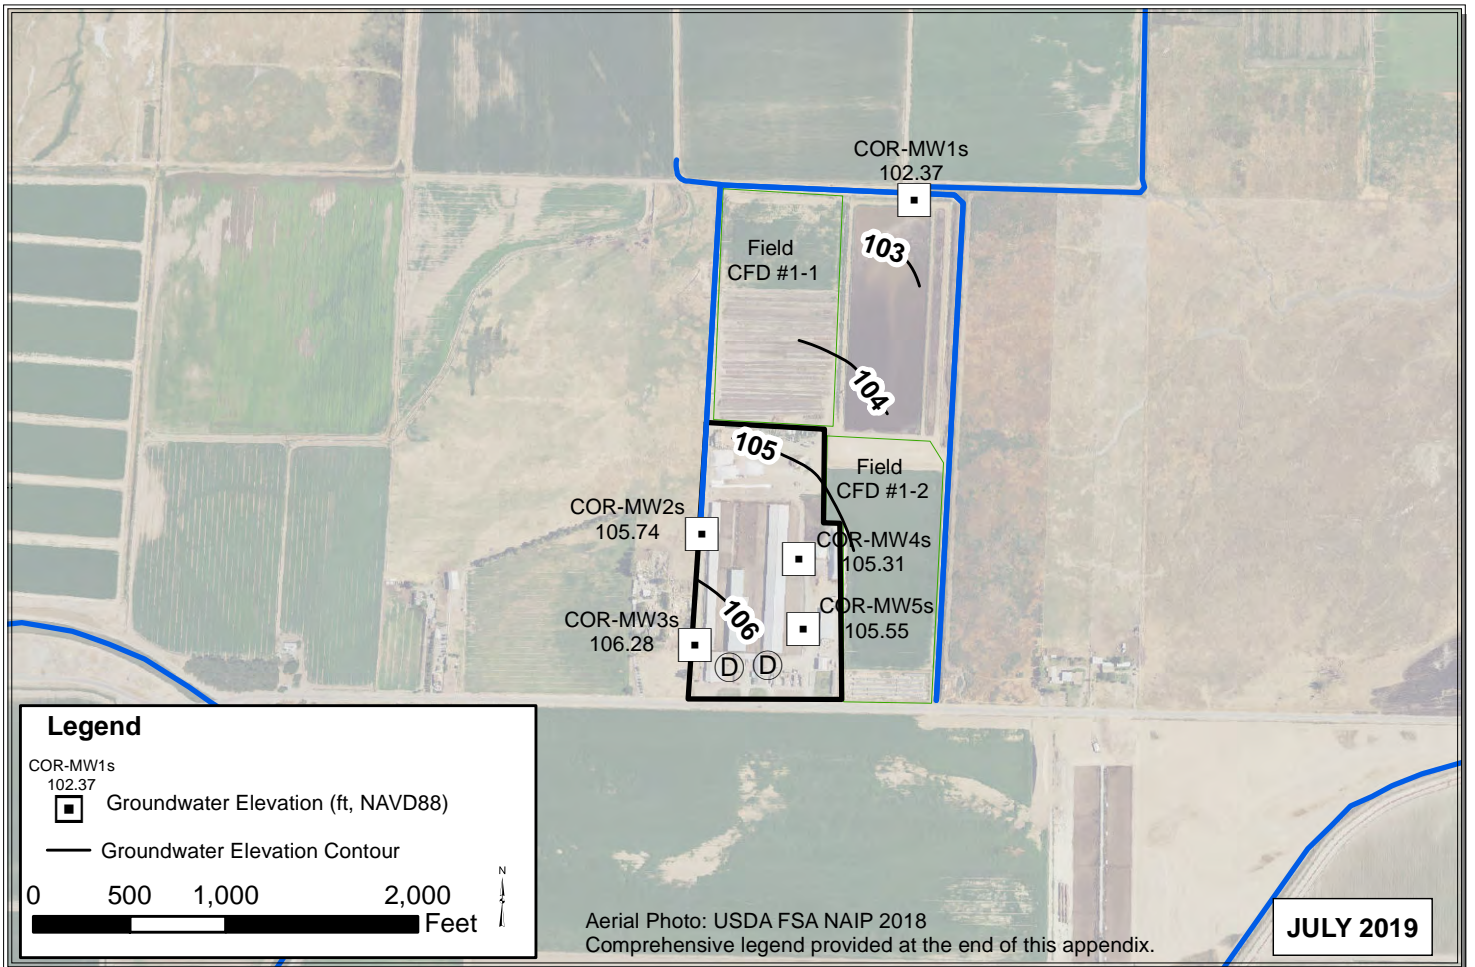 COR-MW1s
102.37
103
Field
CFD #1-1
104
105
Field
CFD #1-2
COR-MW2s
105.74
COR-MW4s
105.31
COR-MW3s
106.28
106
COR-MW5s
105.55
D
D
Legend
COR-MW1s
102.37
Groundwater Elevation (ft, NAVD88)
Groundwater Elevation Contour
N
0 500 1,000 2,000
Feet
Aerial Photo: USDA FSA NAIP 2018
Comprehensive legend provided at the end of this appendix.
JULY 2019